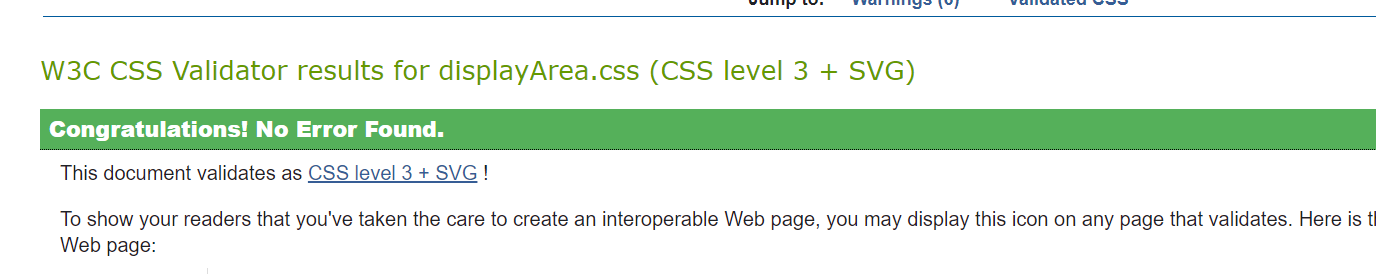 Jump to: Warnings (6) Validated CSS
W3C CSS Validator results for displayArea.css (CSS level 3 + SVG)
Congratulations! No Error Found.
This document validates as CSS level 3 + SVG !
To show your readers that you've taken the care to create an interoperable Web page, you may display this icon on any page that validates. Here is
Web page: